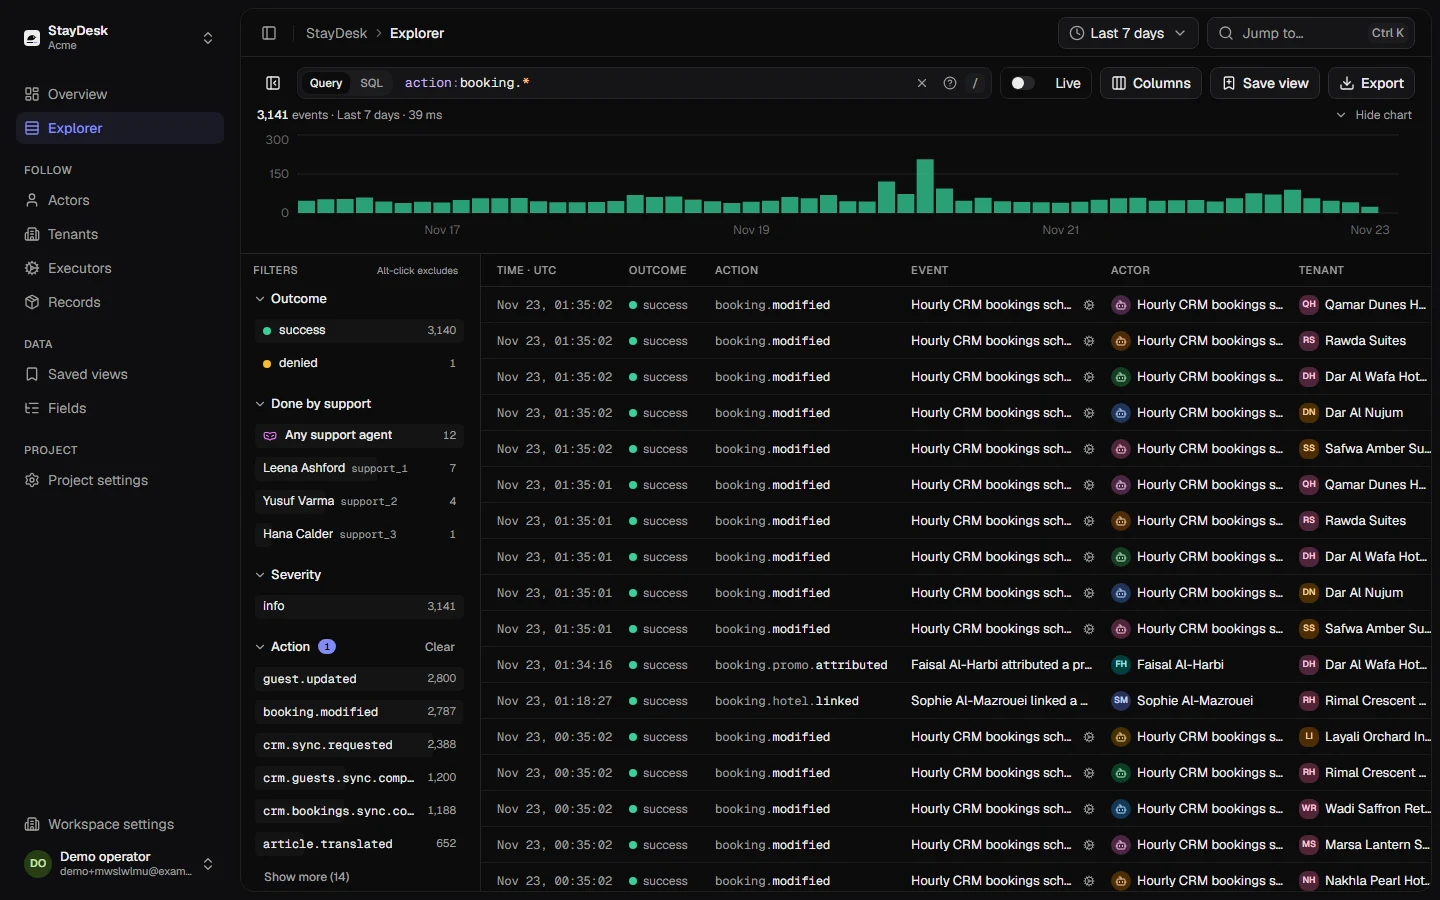 StayDesk
Acme
Overview
Explorer
FOLLOW
Actors
Tenants
Executors
Records
DATA
Saved views
Fields
PROJECT
Project settings
Workspace settings
DO
Demo operator
demo+mwslwlmu@exam…
StayDesk > Explorer
Last 7 days
Jump to…
Ctrl K
Query SQL action:booking.*
/
Live
Columns
Save view
Export
3,141 events · Last 7 days · 39 ms
Hide chart
300
150
0
Nov 17
Nov 19
Nov 21
Nov 23
FILTERS Alt-click excludes
Outcome
success 3,140
denied 1
Done by support
Any support agent 12
Leena Ashford support_1 7
Yusuf Varma support_2 4
Hana Calder support_3 1
Severity
info 3,141
Action 1 Clear
guest.updated 2,800
booking.modified 2,787
crm.sync.requested 2,388
crm.guests.sync.comp… 1,200
crm.bookings.sync.co… 1,188
article.translated 652
Show more (14)
TIME · UTC OUTCOME ACTION EVENT ACTOR TENANT
Nov 23, 01:35:02 success booking.modified Hourly CRM bookings sch… Hourly CRM bookings s… QH Qamar Dunes H…
Nov 23, 01:35:02 success booking.modified Hourly CRM bookings sch… Hourly CRM bookings s… RS Rawda Suites
Nov 23, 01:35:02 success booking.modified Hourly CRM bookings sch… Hourly CRM bookings s… DH Dar Al Wafa Hot…
Nov 23, 01:35:02 success booking.modified Hourly CRM bookings sch… Hourly CRM bookings s… DN Dar Al Nujum
Nov 23, 01:35:02 success booking.modified Hourly CRM bookings sch… Hourly CRM bookings s… SS Safwa Amber Su…
Nov 23, 01:35:01 success booking.modified Hourly CRM bookings sch… Hourly CRM bookings s… QH Qamar Dunes H…
Nov 23, 01:35:01 success booking.modified Hourly CRM bookings sch… Hourly CRM bookings s… RS Rawda Suites
Nov 23, 01:35:01 success booking.modified Hourly CRM bookings sch… Hourly CRM bookings s… DH Dar Al Wafa Hot…
Nov 23, 01:35:01 success booking.modified Hourly CRM bookings sch… Hourly CRM bookings s… DN Dar Al Nujum
Nov 23, 01:35:01 success booking.modified Hourly CRM bookings sch… Hourly CRM bookings s… SS Safwa Amber Su…
Nov 23, 01:34:16 success booking.promo.attributed Faisal Al-Harbi attributed a pr… FH Faisal Al-Harbi DH Dar Al Wafa Hot…
Nov 23, 01:18:27 success booking.hotel.linked Sophie Al-Mazrouei linked a … SM Sophie Al-Mazrouei RH Rimal Crescent …
Nov 23, 00:35:02 success booking.modified Hourly CRM bookings sch… Hourly CRM bookings s… LI Layali Orchard In…
Nov 23, 00:35:02 success booking.modified Hourly CRM bookings sch… Hourly CRM bookings s… RH Rimal Crescent …
Nov 23, 00:35:02 success booking.modified Hourly CRM bookings sch… Hourly CRM bookings s… WR Wadi Saffron Ret…
Nov 23, 00:35:02 success booking.modified Hourly CRM bookings sch… Hourly CRM bookings s… MS Marsa Lantern S…
Nov 23, 00:35:02 success booking.modified Hourly CRM bookings sch… Hourly CRM bookings s… NH Nakhla Pearl Hot…